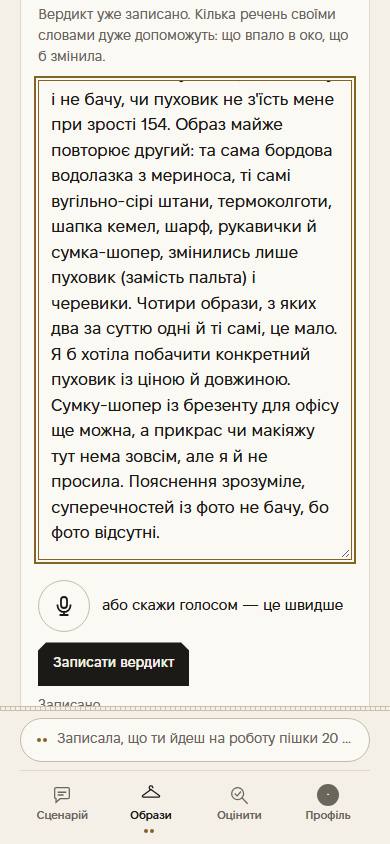 Вердикт уже записано. Кілька речень своїми
словами дуже допоможуть: що впало в око, що
б змінила.
і не бачу, чи пуховик не з'їсть мене
при зрості 154. Образ майже
повторює другий: та сама бордова
водолазка з мериноса, ті самі
вугільно-сірі штани, термоколготи,
шапка кемел, шарф, рукавички й
сумка-шопер, змінились лише
пуховик (замість пальта) і
черевики. Чотири образи, з яких
два за суттю одні й ті самі, це мало.
Я б хотіла побачити конкретний
пуховик із ціною й довжиною.
Сумку-шопер із брезенту для офісу
ще можна, а прикрас чи макіяжу
тут нема зовсім, але я й не
просила. Пояснення зрозуміле,
суперечностей із фото не бачу, бо
фото відсутні.
або скажи голосом — це швидше
Записати вердикт
Записано
Записала, що ти йдеш на роботу пішки 20 ...
Сценарій
Образи
Оцінити
Профіль